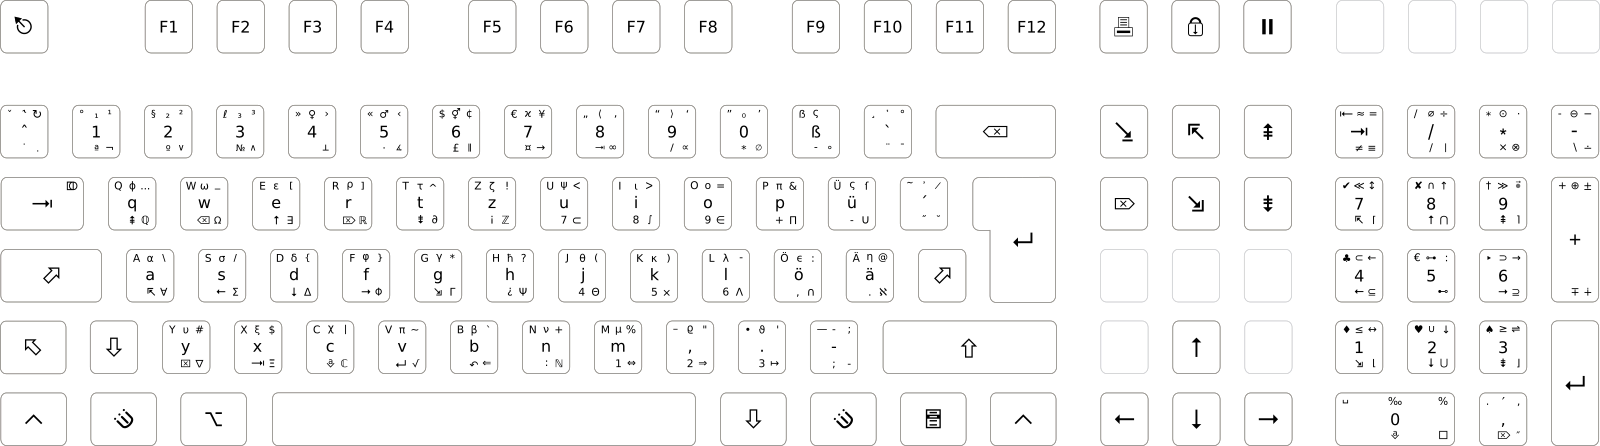 F1 F2 F3 F4 F5 F6 F7 F8 F9 F10 F11 F12
° ₁ ¹ § ₂ ² ℓ ₃ ³ » ♀ › « ♂ ‹ $ ⚥ ¢ € ϰ ¥ „ ⟨ ‚ “ ⟩ ‘ ” ₀ ’ ß ς
^ 1 2 3 4 5 6 7 8 9 0 ß `
ª ¬ º ∨ № ∧ ⊥ · ∡ £ ∥ ¤ → ⇥ ∞ / ∝ * ∅
Q ϕ … W ω _ E ε [ R ρ ] T τ ^ Z ζ ! U ψ < I ι > O ο = P π & Ü ς ſ
q w e r t z u i o p ü ´
⇞ ℚ ⌫ Ω ↑ ∃ ⌦ ℝ ⇟ ∂ ¡ ℤ 7 ⊂ 8 ∫ 9 ∈ + Π - ∪ ˝
A α \ S σ / D δ { F φ } G γ * H ħ ? J θ ( K κ ) L λ - Ö ϵ : Ä η @
a s d f g h j k l ö ä
↖ ∀ ← Σ ↓ Δ → Φ ⇲ Γ ¿ Ψ 4 Θ 5 × 6 Λ , ∩ . ℵ
Y υ # X ξ $ C χ | V π ~ B β ` N ν + M μ % – ϱ " • ϑ ' — - ;
y x c v b n m , . -
⌧ ∇ ⇥ Ξ ℂ ↵ √ ↶ ⇐ : ℕ 1 ⇔ 2 ⇒ 3 ↦ ; -
⇤ ≈ = / ⌀ ÷ * ⊙ · - ⊖ −
⇥ / * -
≠ ≡ / ∣ × ⊗ \ ∸
✔ ≪ ↕ ✘ ∩ ↑ † ≫ + ⊕ ±
7 8 9 +
↖ ⌈ ↑ ⋂ ⇞ ⌉
♣ ⊂ ← € ⊶ : ‣ ⊃ →
4 5 6
← ⊆ ⊷ → ⊇ ∓ ∔
♦ ≤ ↔ ♥ ∪ ↓ ♠ ≥ ⇌
1 2 3
⇲ ⌊ ↓ ⋃ ⇟ ⌋
␣ ‰ % . ′ ,
0 ,
□ ⌦ ″